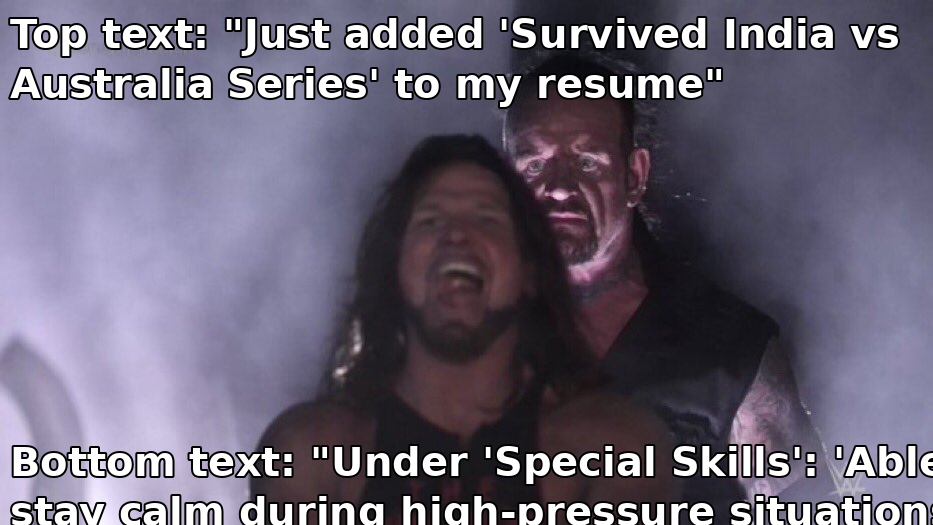 Top text: "Just added 'Survived India vs
Australia Series' to my resume"
Bottom text: "Under 'Special Skills': 'Able
stay calm during high-pressure situations